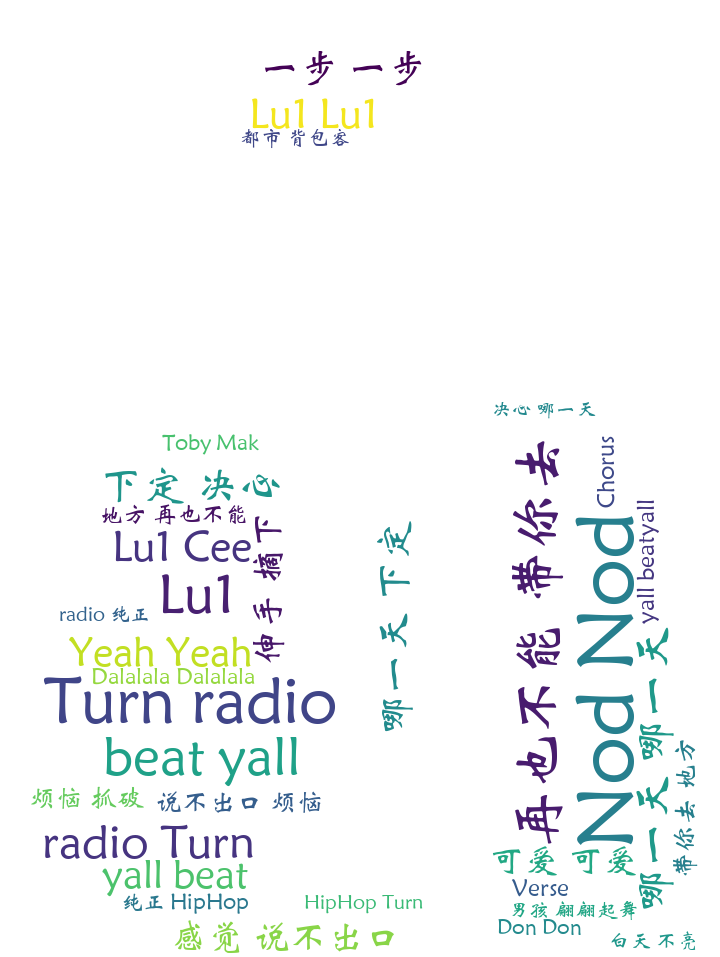 一步 一步
Lu1 Lu1
都市 背包客
决心 哪一天
Toby Mak
下定 决心
地方 再也不能
Lu1 Cee
伸手 摘下
Lu1
radio 纯正
Yeah Yeah
Dalalala Dalalala
Turn radio
beat yall
烦恼 抓破
说不出口 烦恼
radio Turn
yall beat
纯正 HipHop
HipHop Turn
感觉 说不出口
哪一天 下定
再也不能 带你去
Nod Nod
Chorus
yall beatyall
哪一天 哪一天
带你去 地方
可爱 可爱
Verse
男孩 翩翩起舞
Don Don
白天 不亮